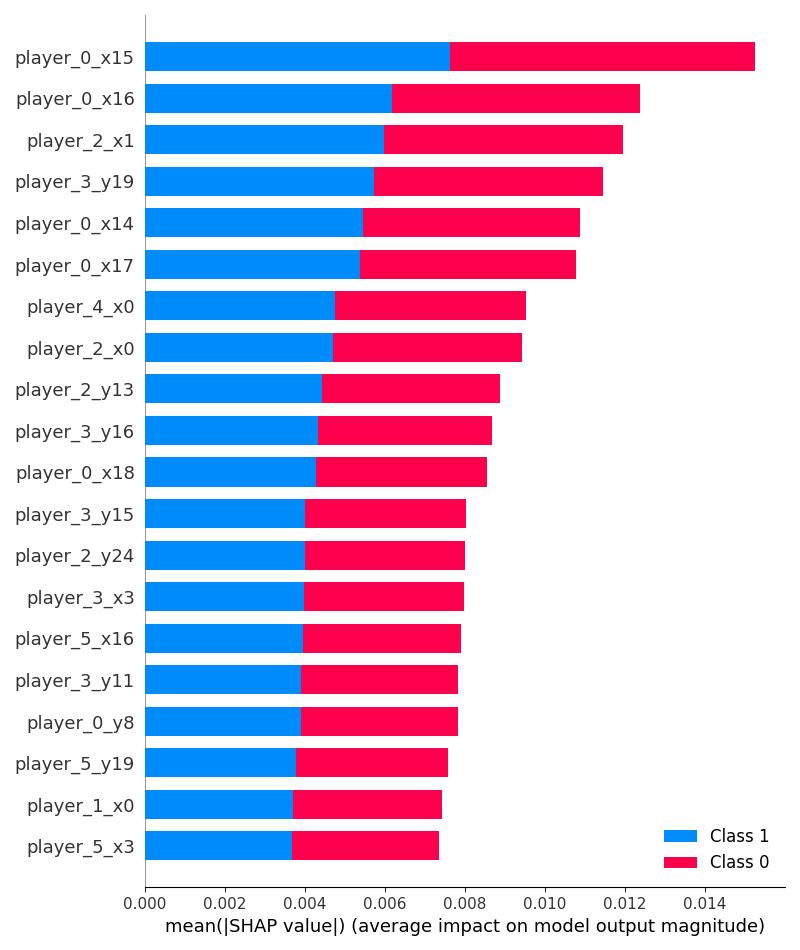 player_0_x15
player_0_x16
player_2_x1
player_3_y19
player_0_x14
player_0_x17
player_4_x0
player_2_x0
player_2_y13
player_3_y16
player_0_x18
player_3_y15
player_2_y24
player_3_x3
player_5_x16
player_3_y11
player_0_y8
player_5_y19
player_1_x0
player_5_x3
Class 1
Class 0
0.000 0.002 0.004 0.006 0.008 0.010 0.012 0.014
mean(|SHAP value|) (average impact on model output magnitude)